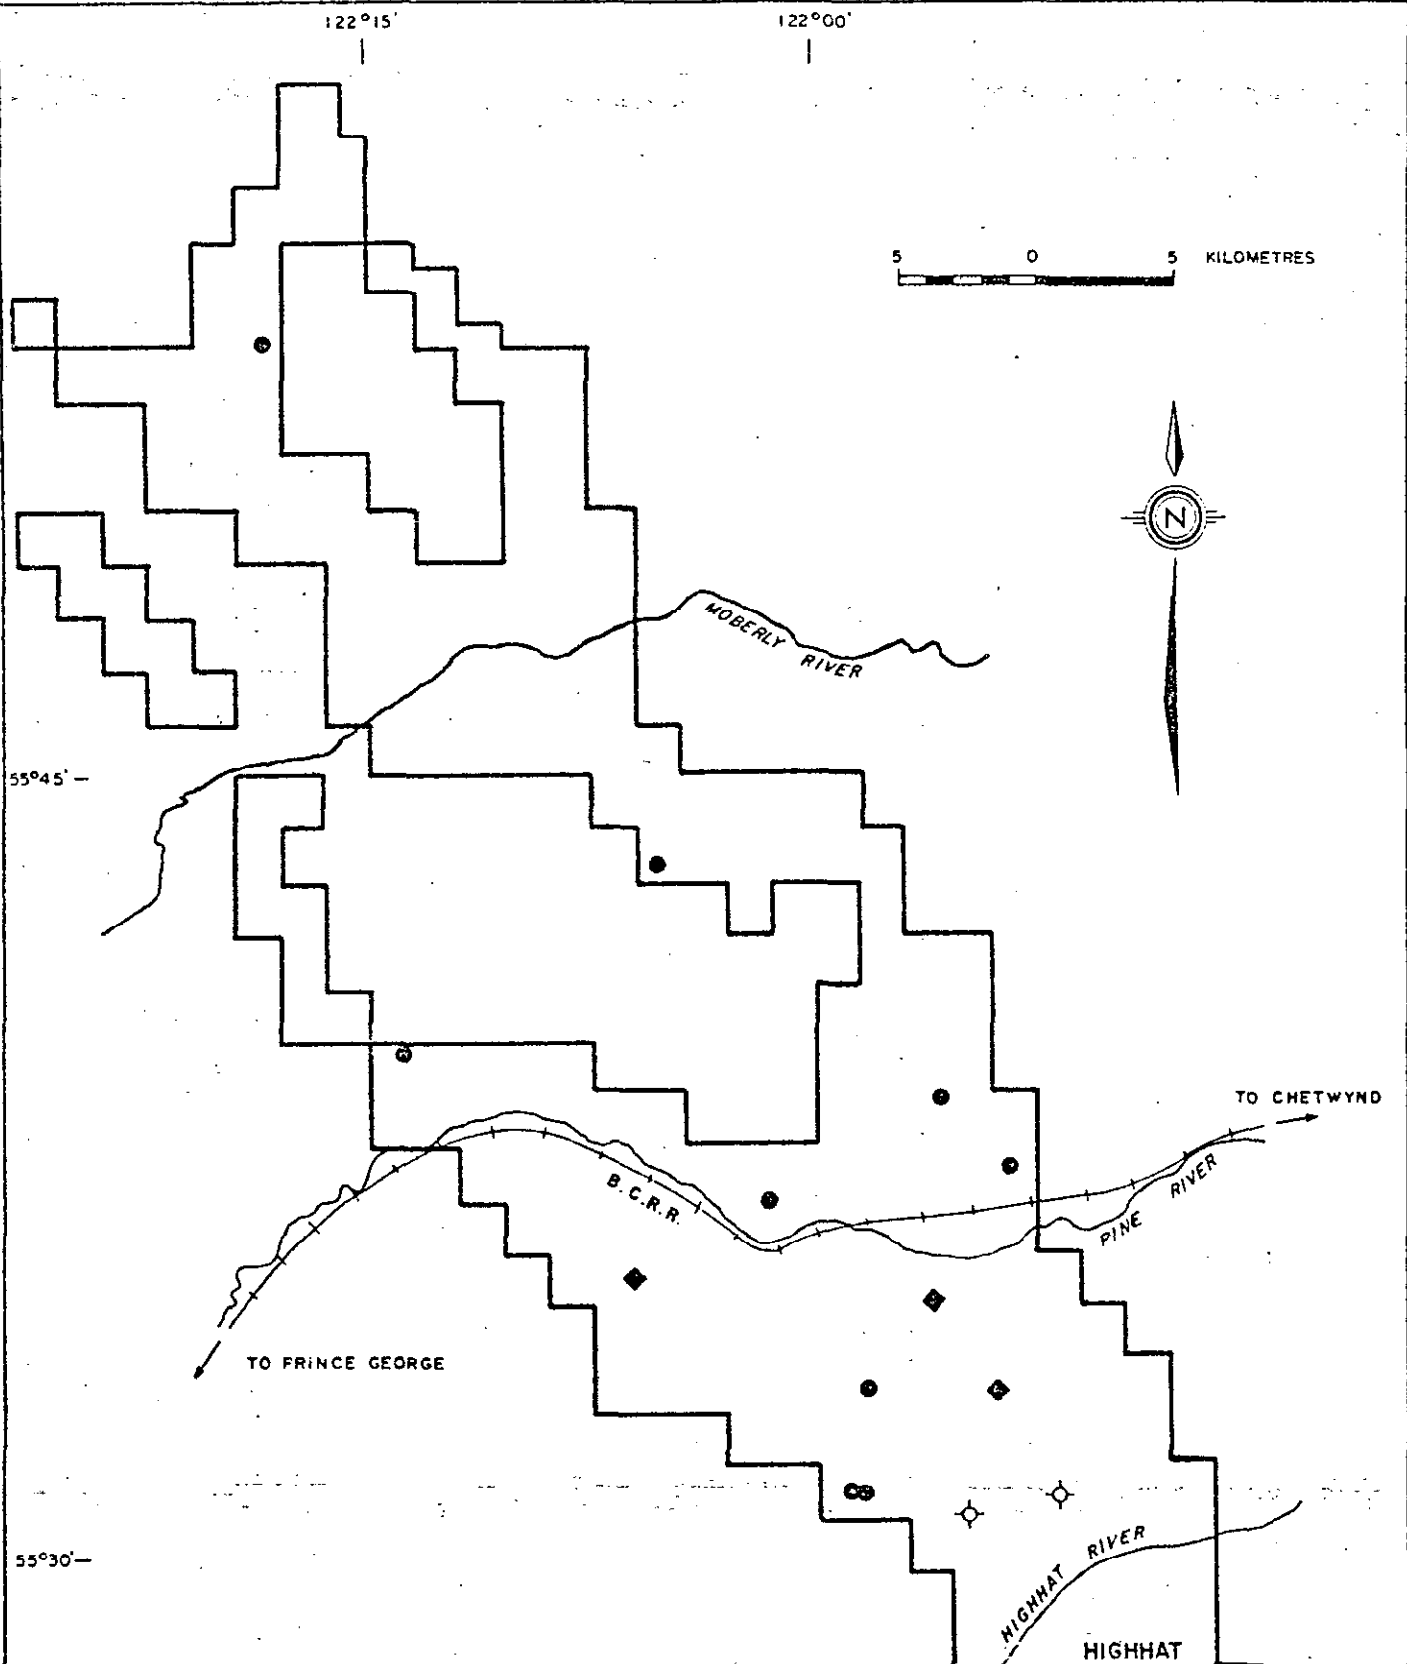 122°15'
122°00'
5 0 5 KILOMETRES
N
MOBERLY RIVER
55°45'
TO CHETWYND
B.C.R.R.
PINE RIVER
TO PRINCE GEORGE
55°30'
HIGHHAT RIVER
HIGHHAT